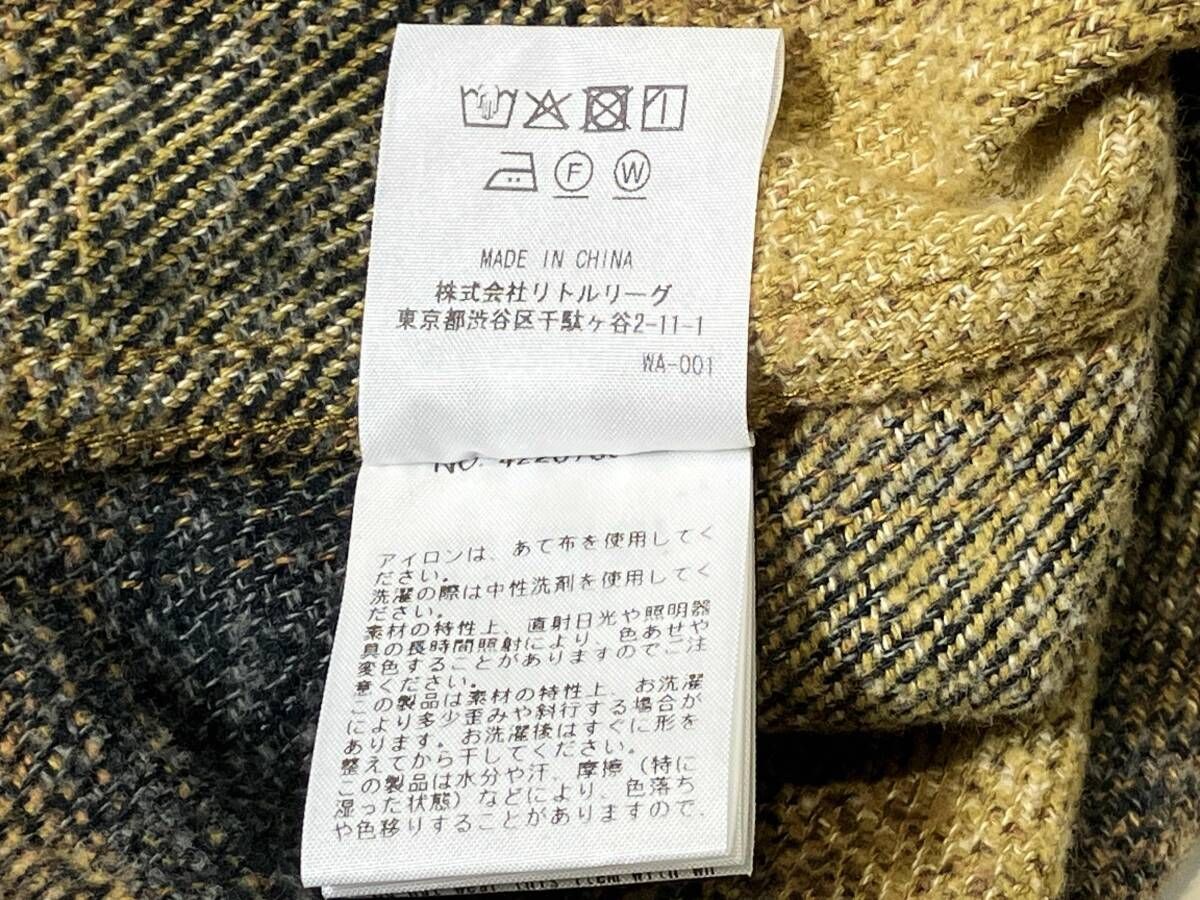 F W
MADE IN CHINA
株式会社リトルリーグ
東京都渋谷区千駄ヶ谷2-11-1
WA-001
NO.
アイロンは、あて布を使用してく
ださい。
洗濯の際は中性洗剤を使用してく
ださい。
素材の特性上、直射日光や照明器
具の長時間照射により、色あせや
変色することがありますのでご注
意ください。
この製品は素材の特性上、お洗濯
により多少歪みや斜行する場合が
あります。お洗濯後はすぐに形を
整えてから干してください。
この製品は水分や汗、摩擦（特に
湿った状態）などにより、色落ち
や色移りすることがありますので、
wear this item with